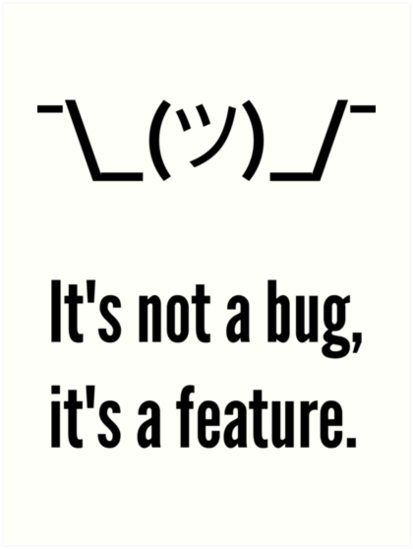 ¯\_(ツ)_/¯
It's not a bug,
it's a feature.